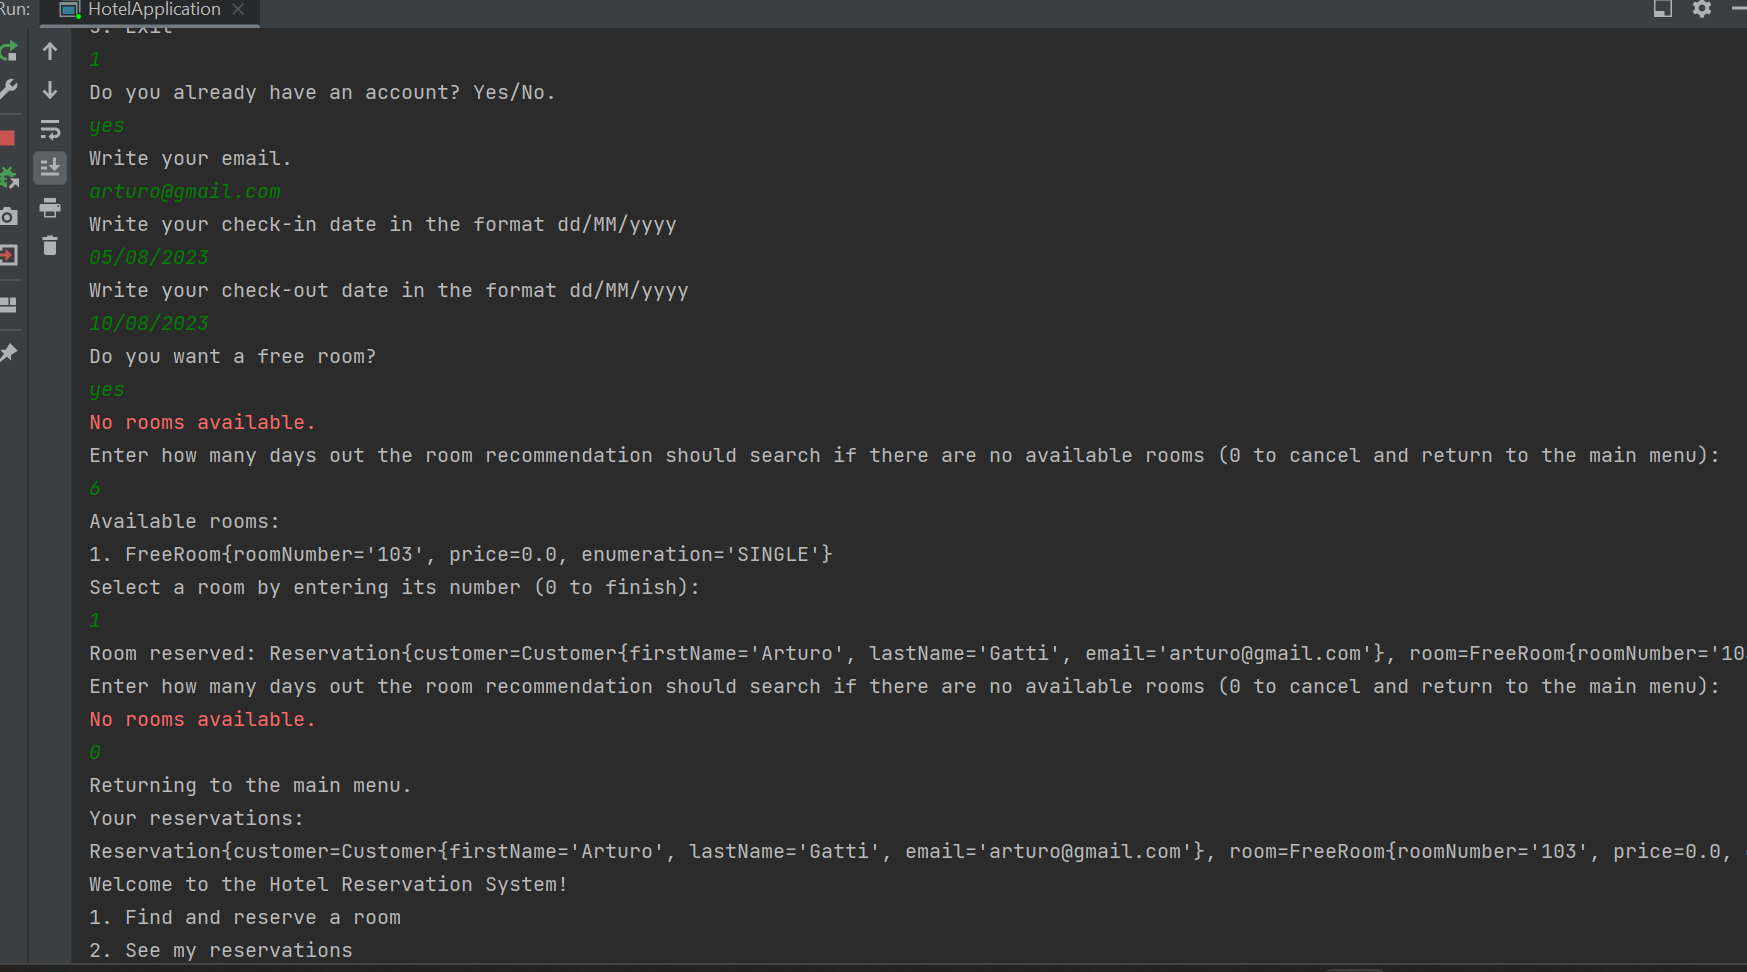 Run: HotelApplication
3. Exit
1
Do you already have an account? Yes/No.
yes
Write your email.
arturo@gmail.com
Write your check-in date in the format dd/MM/yyyy
05/08/2023
Write your check-out date in the format dd/MM/yyyy
10/08/2023
Do you want a free room?
yes
No rooms available.
Enter how many days out the room recommendation should search if there are no available rooms (0 to cancel and return to the main menu):
6
Available rooms:
1. FreeRoom{roomNumber='103', price=0.0, enumeration='SINGLE'}
Select a room by entering its number (0 to finish):
1
Room reserved: Reservation{customer=Customer{firstName='Arturo', lastName='Gatti', email='arturo@gmail.com'}, room=FreeRoom{roomNumber='10
Enter how many days out the room recommendation should search if there are no available rooms (0 to cancel and return to the main menu):
No rooms available.
0
Returning to the main menu.
Your reservations:
Reservation{customer=Customer{firstName='Arturo', lastName='Gatti', email='arturo@gmail.com'}, room=FreeRoom{roomNumber='103', price=0.0,
Welcome to the Hotel Reservation System!
1. Find and reserve a room
2. See my reservations